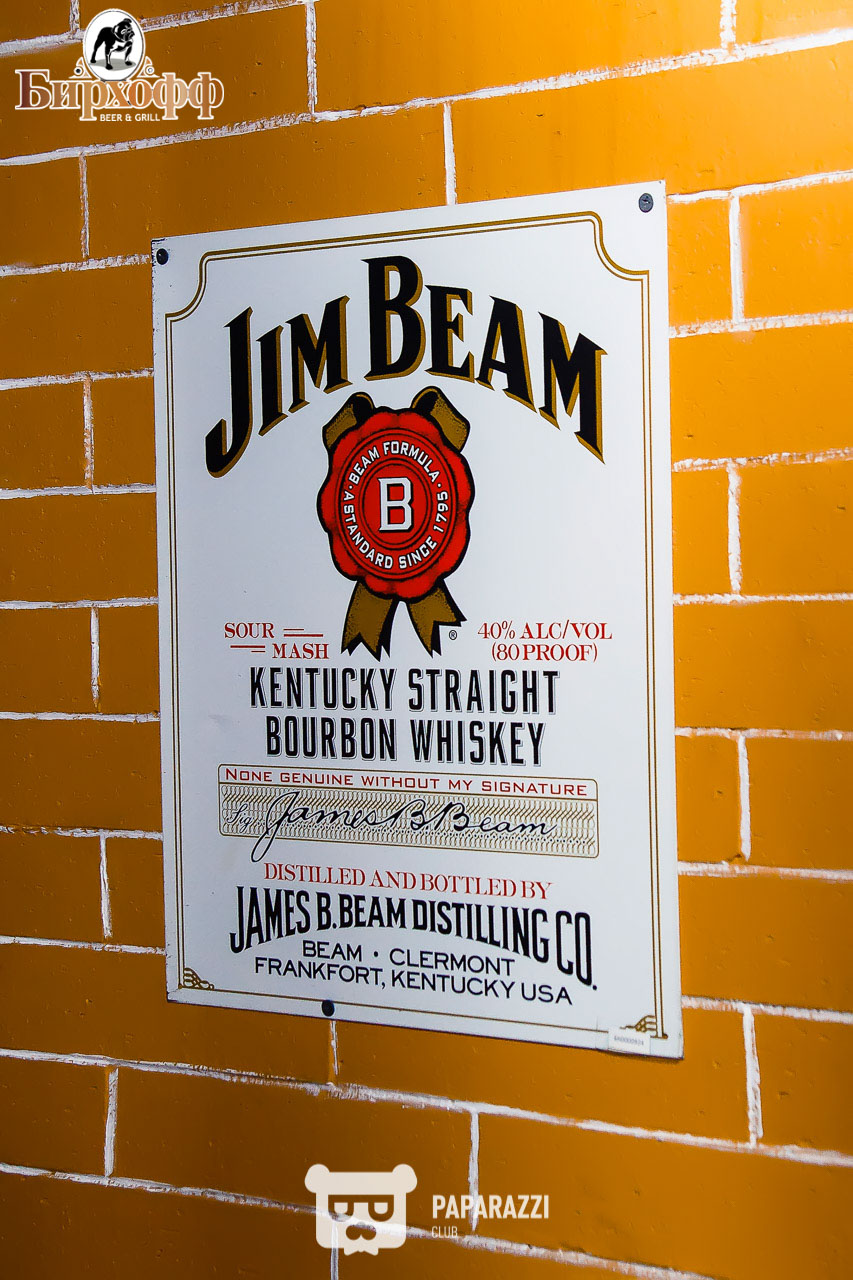 Бирхофф
BEER & GRILL
JIM BEAM
BEAM FORMULA
B
A STANDARD SINCE 1795
SOUR
MASH
®
40% ALC/VOL
(80 PROOF)
KENTUCKY STRAIGHT
BOURBON WHISKEY
NONE GENUINE WITHOUT MY SIGNATURE
Sig. James B. Beam
DISTILLED AND BOTTLED BY
JAMES B. BEAM DISTILLING CO.
BEAM · CLERMONT
FRANKFORT, KENTUCKY USA
PAPARAZZI
CLUB